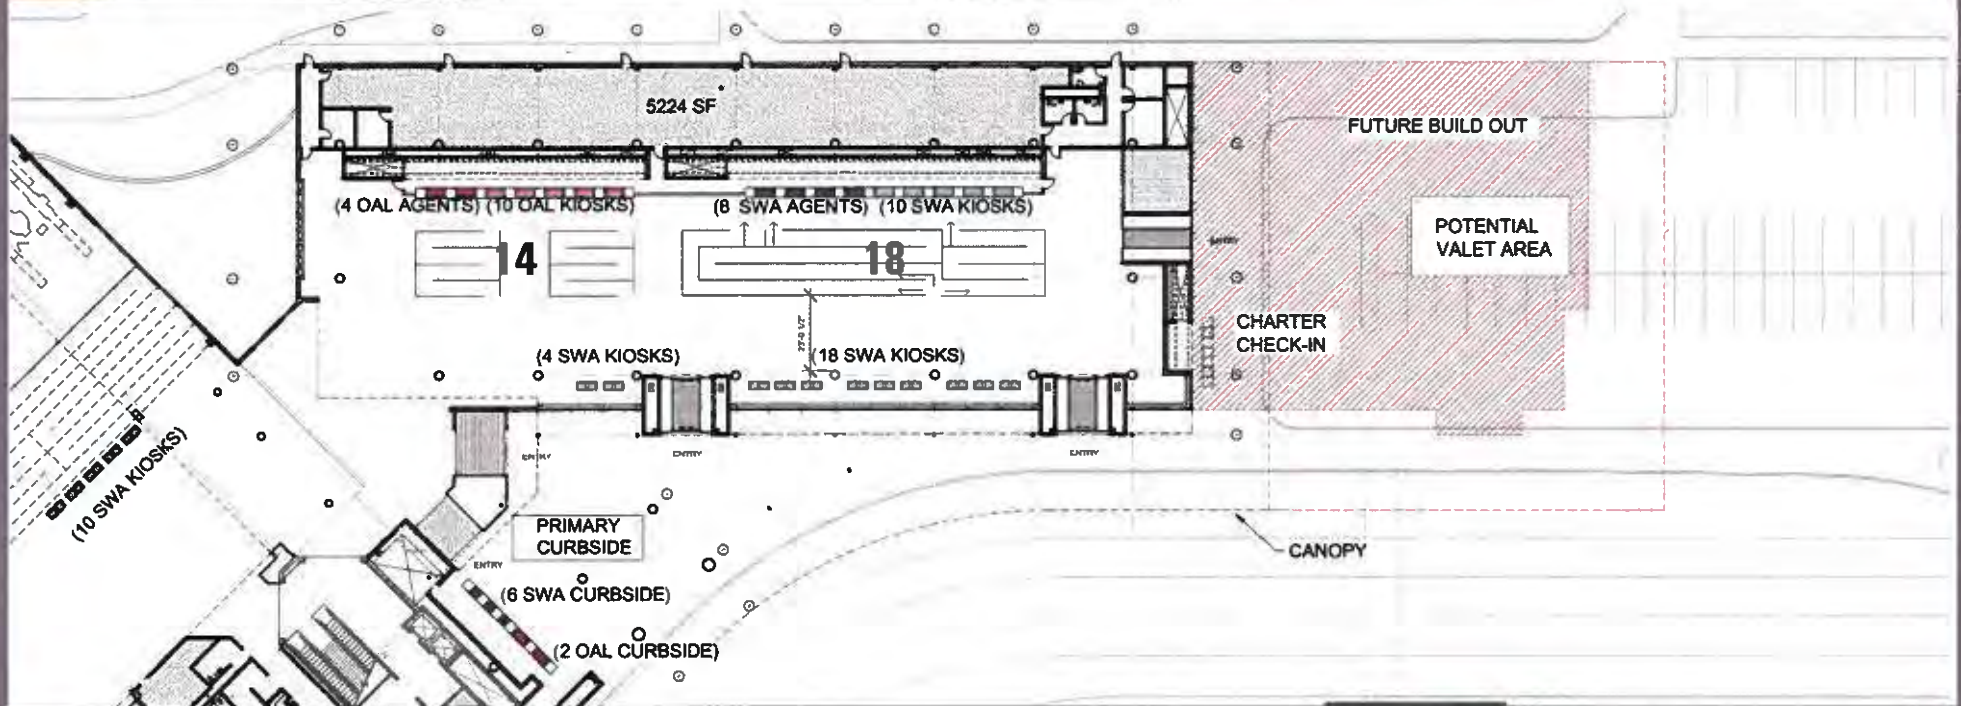 5224 SF
FUTURE BUILD OUT
(4 OAL AGENTS) (10 OAL KIOSKS)
(8 SWA AGENTS) (10 SWA KIOSKS)
POTENTIAL
VALET AREA
ENTRY
14
18
CHARTER
CHECK-IN
(4 SWA KIOSKS)
(18 SWA KIOSKS)
(10 SWA KIOSKS)
ENTRY
ENTRY
ENTRY
PRIMARY
CURBSIDE
CANOPY
ENTRY
(6 SWA CURBSIDE)
(2 OAL CURBSIDE)